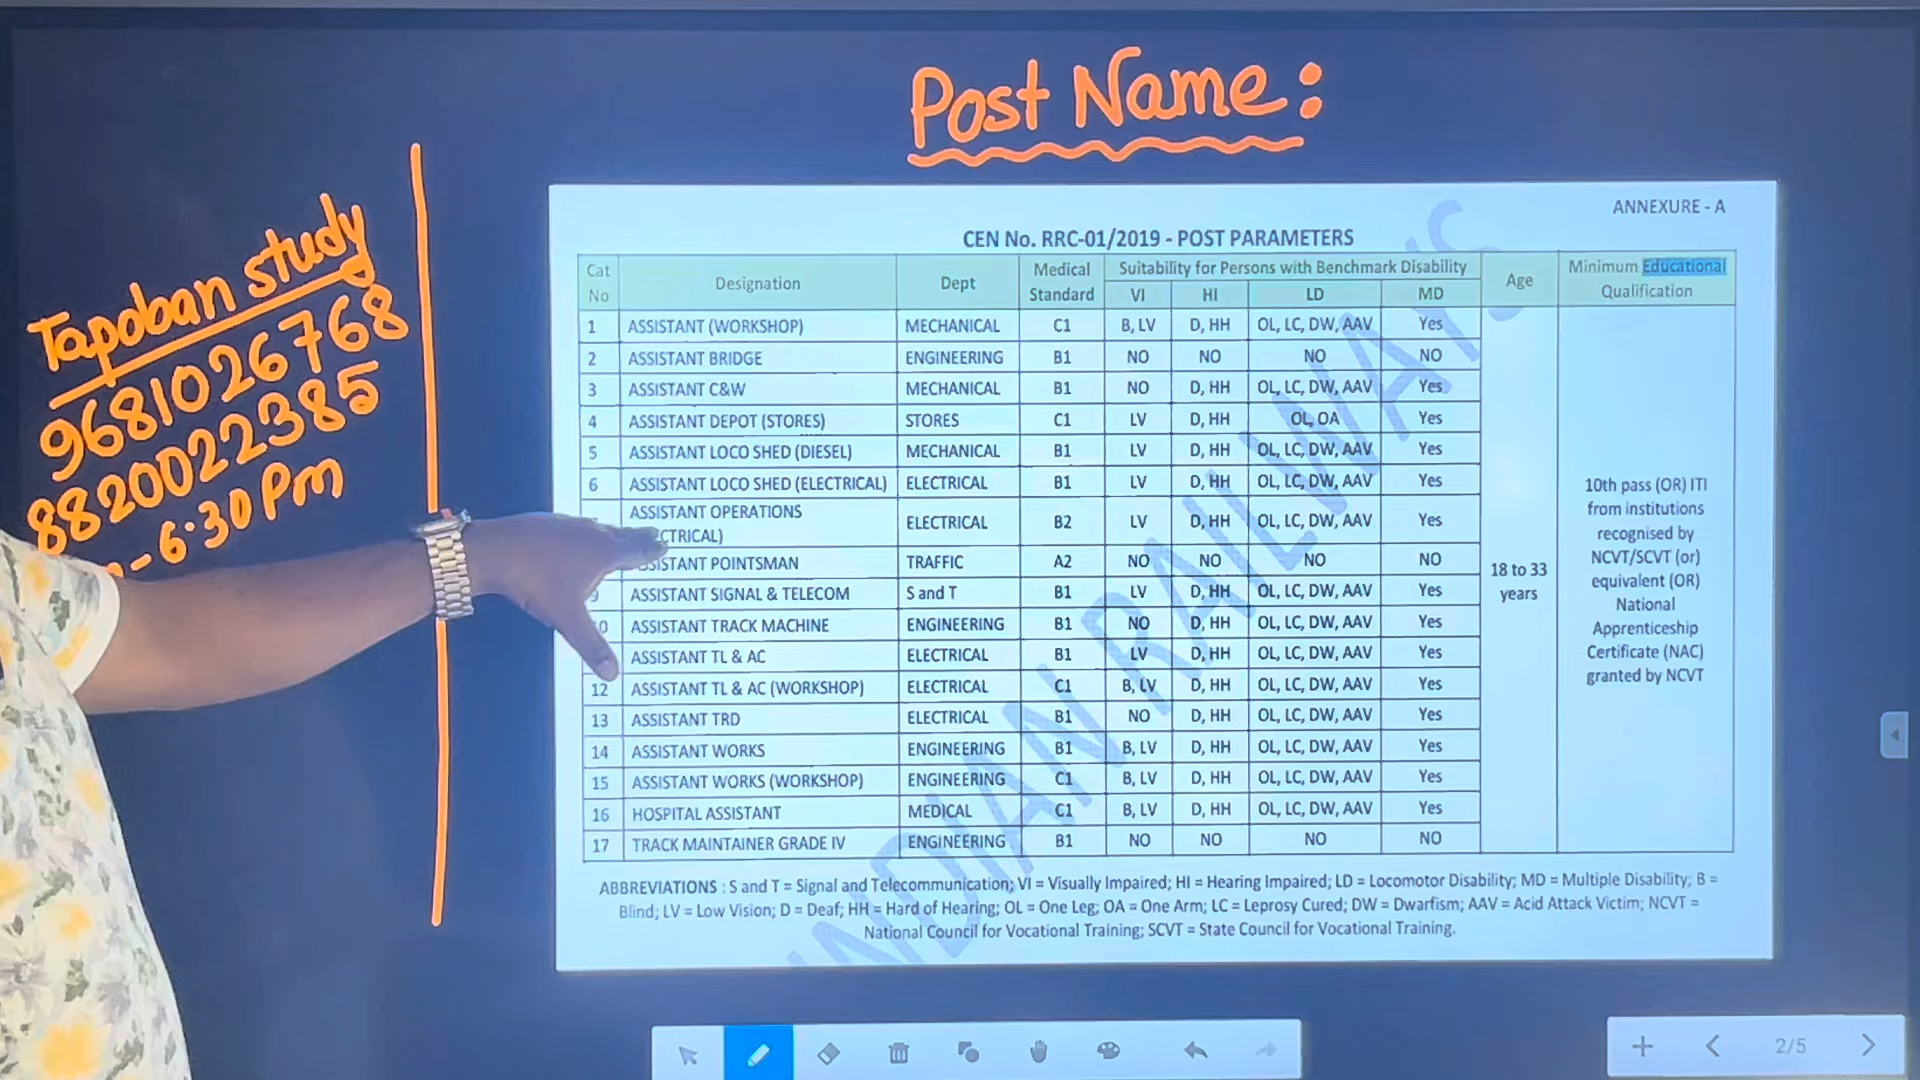 Post Name:
Tapoban study
9681026768
8820022385
- 6.30 Pm
ANNEXURE - A
CEN No. RRC-01/2019 - POST PARAMETERS
Cat No Designation Dept Medical Standard Suitability for Persons with Benchmark Disability Age Minimum Educational Qualification
VI HI LD MD
1 ASSISTANT (WORKSHOP) MECHANICAL C1 B, LV D, HH OL, LC, DW, AAV Yes
2 ASSISTANT BRIDGE ENGINEERING B1 NO NO NO NO
3 ASSISTANT C&W MECHANICAL B1 NO D, HH OL, LC, DW, AAV Yes
4 ASSISTANT DEPOT (STORES) STORES C1 LV D, HH OL, OA Yes
5 ASSISTANT LOCO SHED (DIESEL) MECHANICAL B1 LV D, HH OL, LC, DW, AAV Yes
6 ASSISTANT LOCO SHED (ELECTRICAL) ELECTRICAL B1 LV D, HH OL, LC, DW, AAV Yes
ASSISTANT OPERATIONS
CTRICAL) ELECTRICAL B2 LV D, HH OL, LC, DW, AAV Yes
SISTANT POINTSMAN TRAFFIC A2 NO NO NO NO
9 ASSISTANT SIGNAL & TELECOM S and T B1 LV D, HH OL, LC, DW, AAV Yes
0 ASSISTANT TRACK MACHINE ENGINEERING B1 NO D, HH OL, LC, DW, AAV Yes
ASSISTANT TL & AC ELECTRICAL B1 LV D, HH OL, LC, DW, AAV Yes
12 ASSISTANT TL & AC (WORKSHOP) ELECTRICAL C1 B, LV D, HH OL, LC, DW, AAV Yes
13 ASSISTANT TRD ELECTRICAL B1 NO D, HH OL, LC, DW, AAV Yes
14 ASSISTANT WORKS ENGINEERING B1 B, LV D, HH OL, LC, DW, AAV Yes
15 ASSISTANT WORKS (WORKSHOP) ENGINEERING C1 B, LV D, HH OL, LC, DW, AAV Yes
16 HOSPITAL ASSISTANT MEDICAL C1 B, LV D, HH OL, LC, DW, AAV Yes
17 TRACK MAINTAINER GRADE IV ENGINEERING B1 NO NO NO NO
18 to 33
years
10th pass (OR) ITI
from institutions
recognised by
NCVT/SCVT (or)
equivalent (OR)
National
Apprenticeship
Certificate (NAC)
granted by NCVT
INDIAN RAILWAYS
ABBREVIATIONS : S and T = Signal and Telecommunication; VI = Visually Impaired; HI = Hearing Impaired; LD = Locomotor Disability; MD = Multiple Disability; B =
Blind; LV = Low Vision; D = Deaf; HH = Hard of Hearing; OL = One Leg; OA = One Arm; LC = Leprosy Cured; DW = Dwarfism; AAV = Acid Attack Victim; NCVT =
National Council for Vocational Training; SCVT = State Council for Vocational Training.
2/5